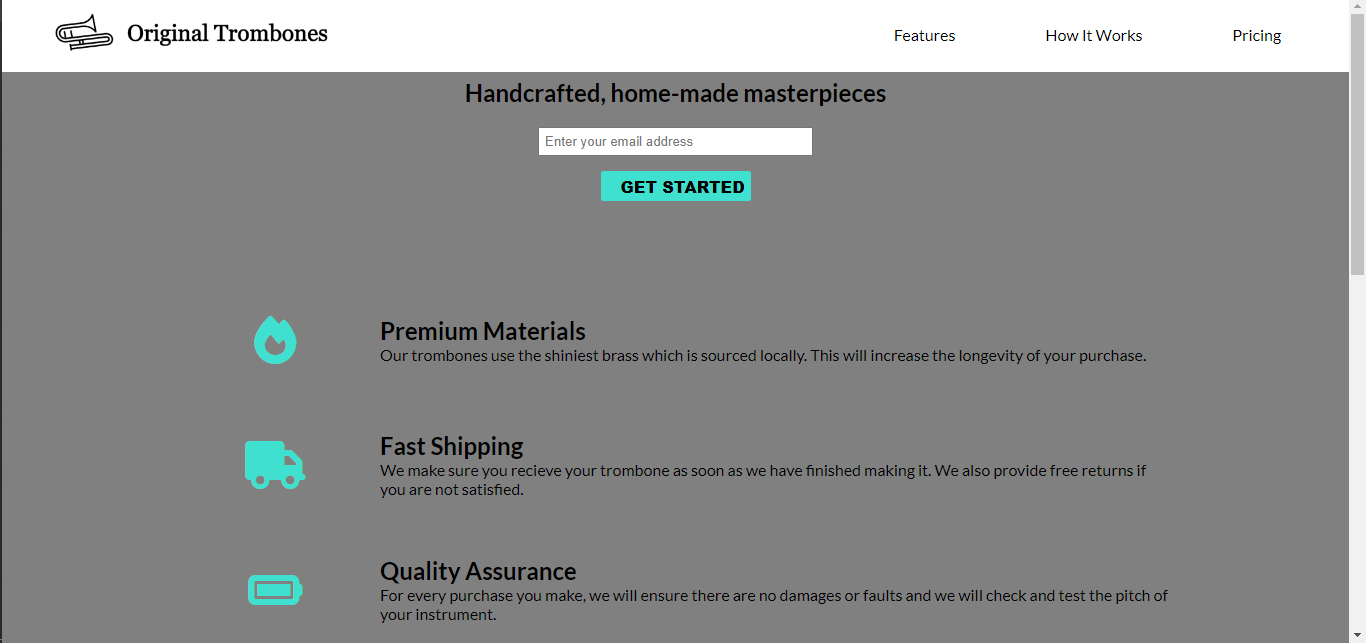 Original Trombones
Features
How It Works
Pricing
Handcrafted, home-made masterpieces
Enter your email address
GET STARTED
Premium Materials
Our trombones use the shiniest brass which is sourced locally. This will increase the longevity of your purchase.
Fast Shipping
We make sure you recieve your trombone as soon as we have finished making it. We also provide free returns if
you are not satisfied.
Quality Assurance
For every purchase you make, we will ensure there are no damages or faults and we will check and test the pitch of
your instrument.